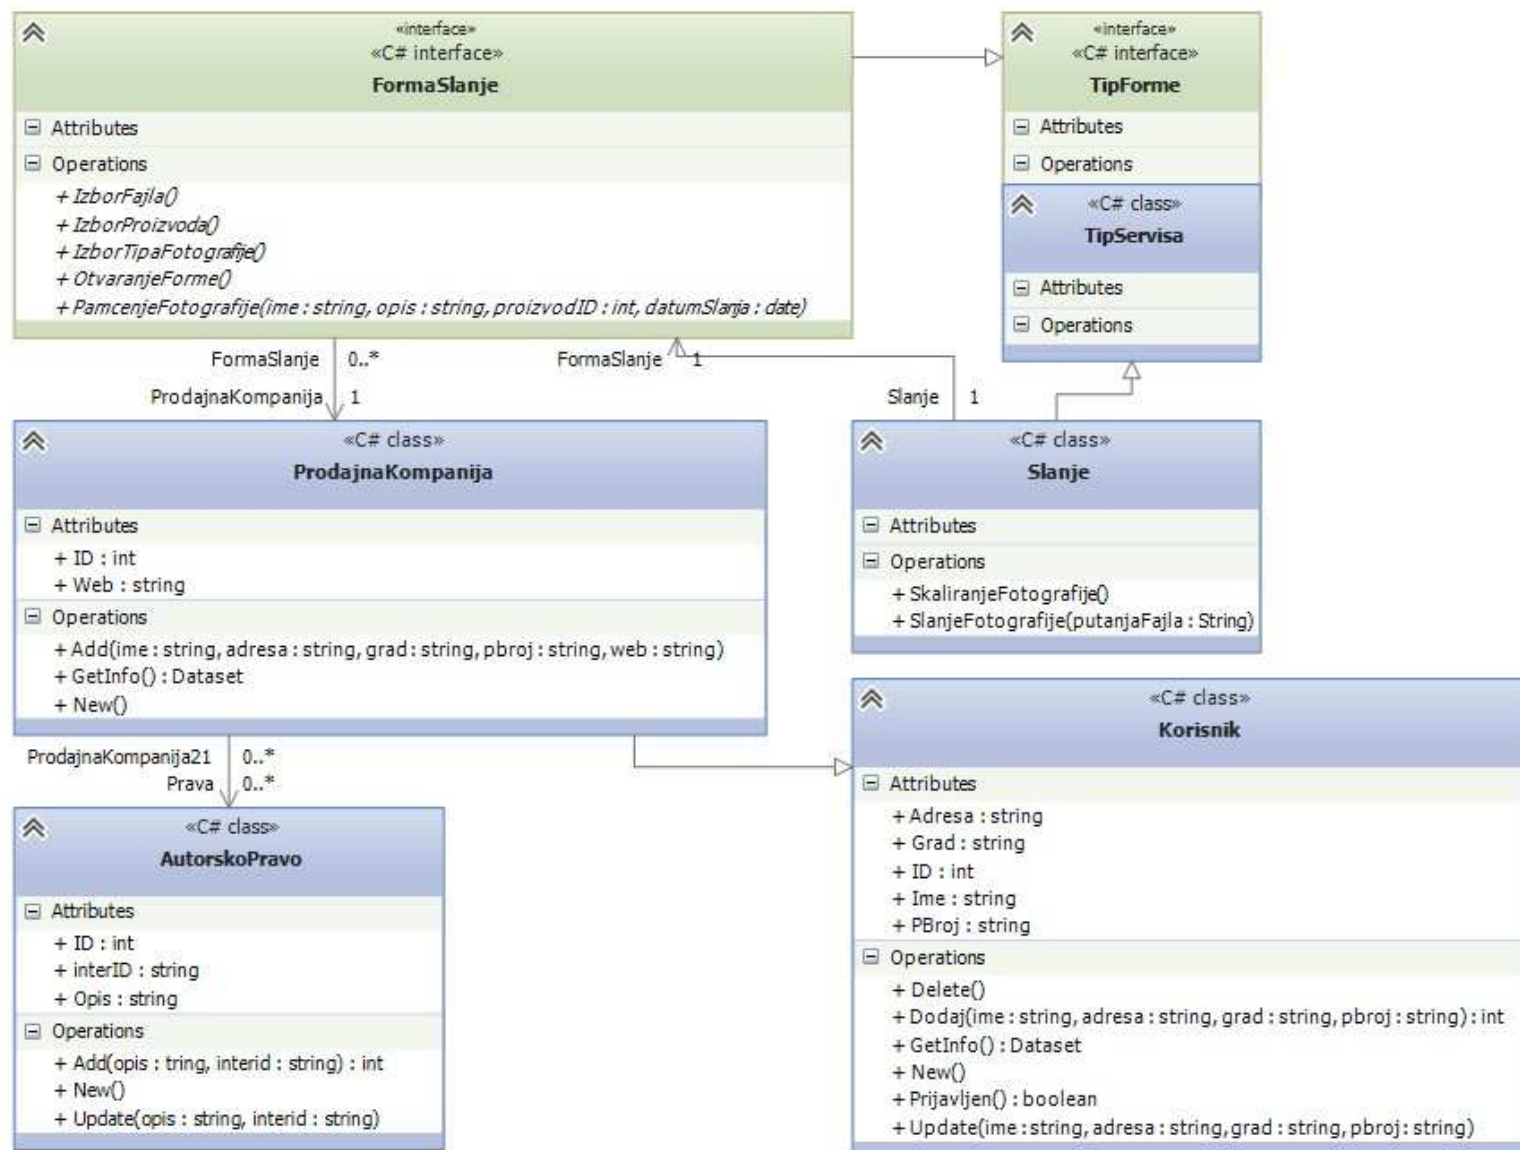 «interface»
«C# interface»
FormaSlanje
Attributes
Operations
+ IzborFajla()
+ IzborProizvoda()
+ IzborTipaFotografije()
+ OtvaranjeForme()
+ PamcenjeFotografije(ime : string, opis : string, proizvodID : int, datumSlanja : date)
«interface»
«C# interface»
TipForme
Attributes
Operations
«C# class»
TipServisa
Attributes
Operations
FormaSlanje 0..*
ProdajnaKompanija 1
FormaSlanje 1
Slanje 1
«C# class»
ProdajnaKompanija
Attributes
+ ID : int
+ Web : string
Operations
+ Add(ime : string, adresa : string, grad : string, pbroj : string, web : string)
+ GetInfo() : Dataset
+ New()
«C# class»
Slanje
Attributes
Operations
+ SkaliranjeFotografije()
+ SlanjeFotografije(putanjaFajla : String)
ProdajnaKompanija21 0..*
Prava 0..*
«C# class»
AutorskoPravo
Attributes
+ ID : int
+ interID : string
+ Opis : string
Operations
+ Add(opis : tring, interid : string) : int
+ New()
+ Update(opis : string, interid : string)
«C# class»
Korisnik
Attributes
+ Adresa : string
+ Grad : string
+ ID : int
+ Ime : string
+ PBroj : string
Operations
+ Delete()
+ Dodaj(ime : string, adresa : string, grad : string, pbroj : string) : int
+ GetInfo() : Dataset
+ New()
+ Prijavljen() : boolean
+ Update(ime : string, adresa : string, grad : string, pbroj : string)